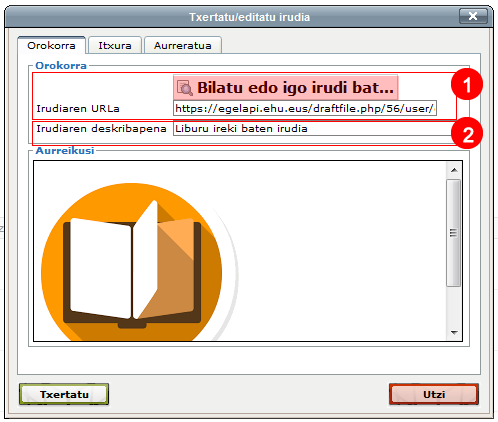 Txertatu/editatu irudia
Orokorra Itxura Aurreratua
Orokorra
Bilatu edo igo irudi bat...
1
Irudiaren URLa https://egelapi.ehu.eus/draftfile.php/56/user/
Irudiaren deskribapena Liburu ireki baten irudia
2
Aurreikusi
Txertatu Utzi